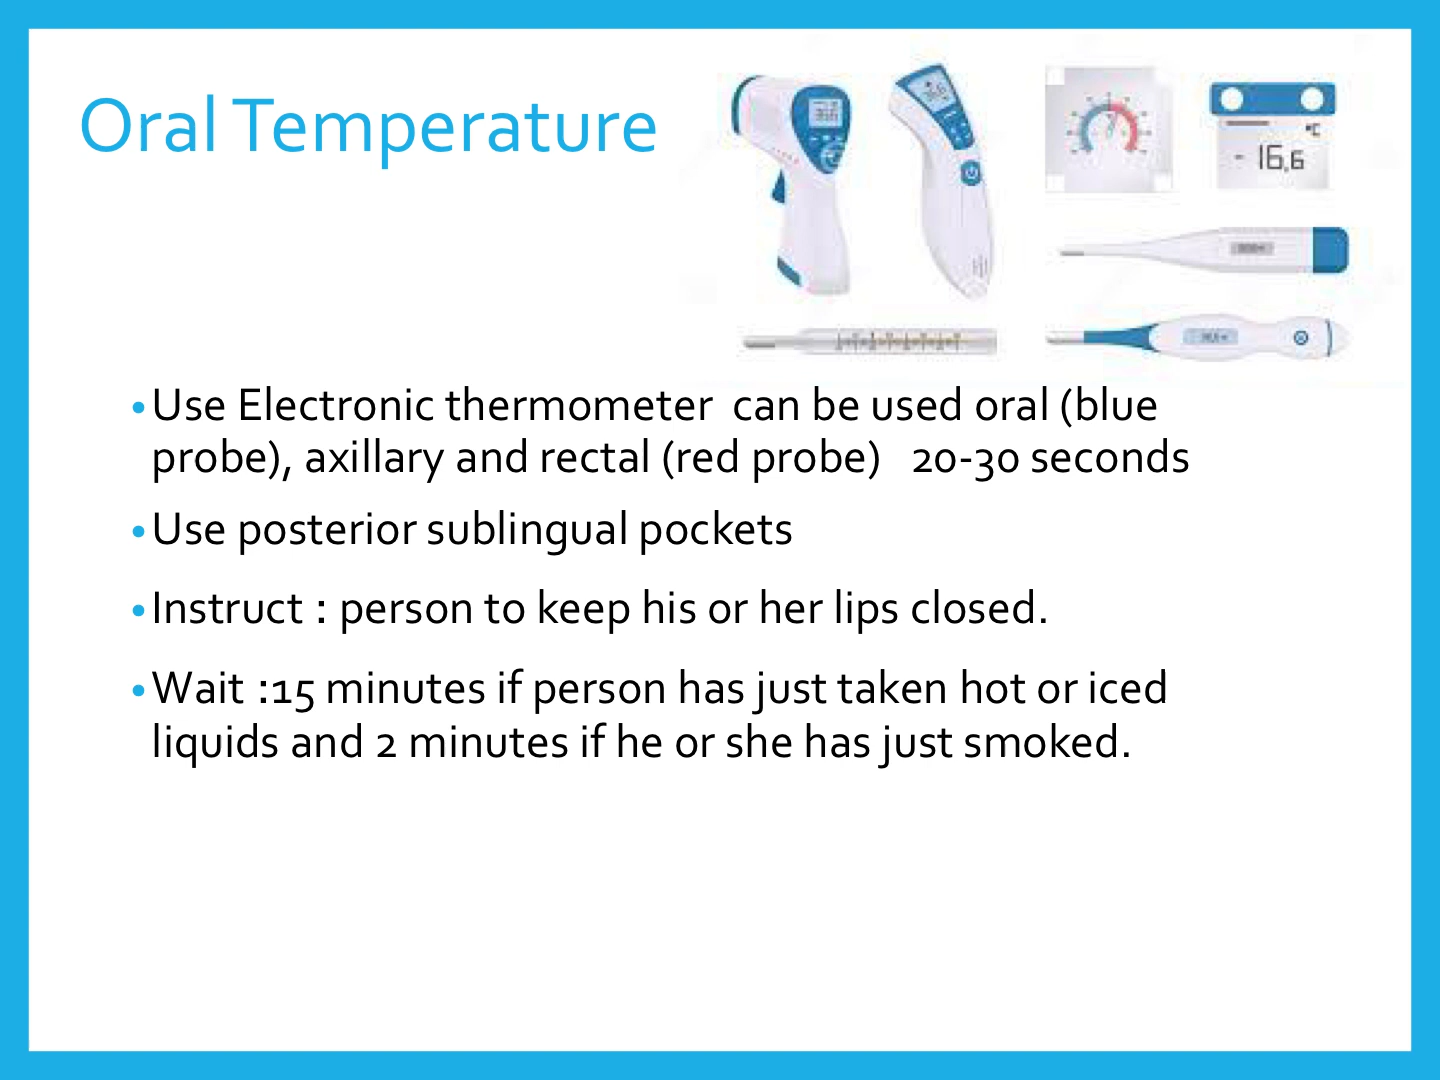 Oral Temperature
°C
- 16,6
•Use Electronic thermometer  can be used oral (blue
probe), axillary and rectal (red probe)   20-30 seconds
•Use posterior sublingual pockets
•Instruct : person to keep his or her lips closed.
•Wait :15 minutes if person has just taken hot or iced
liquids and 2 minutes if he or she has just smoked.